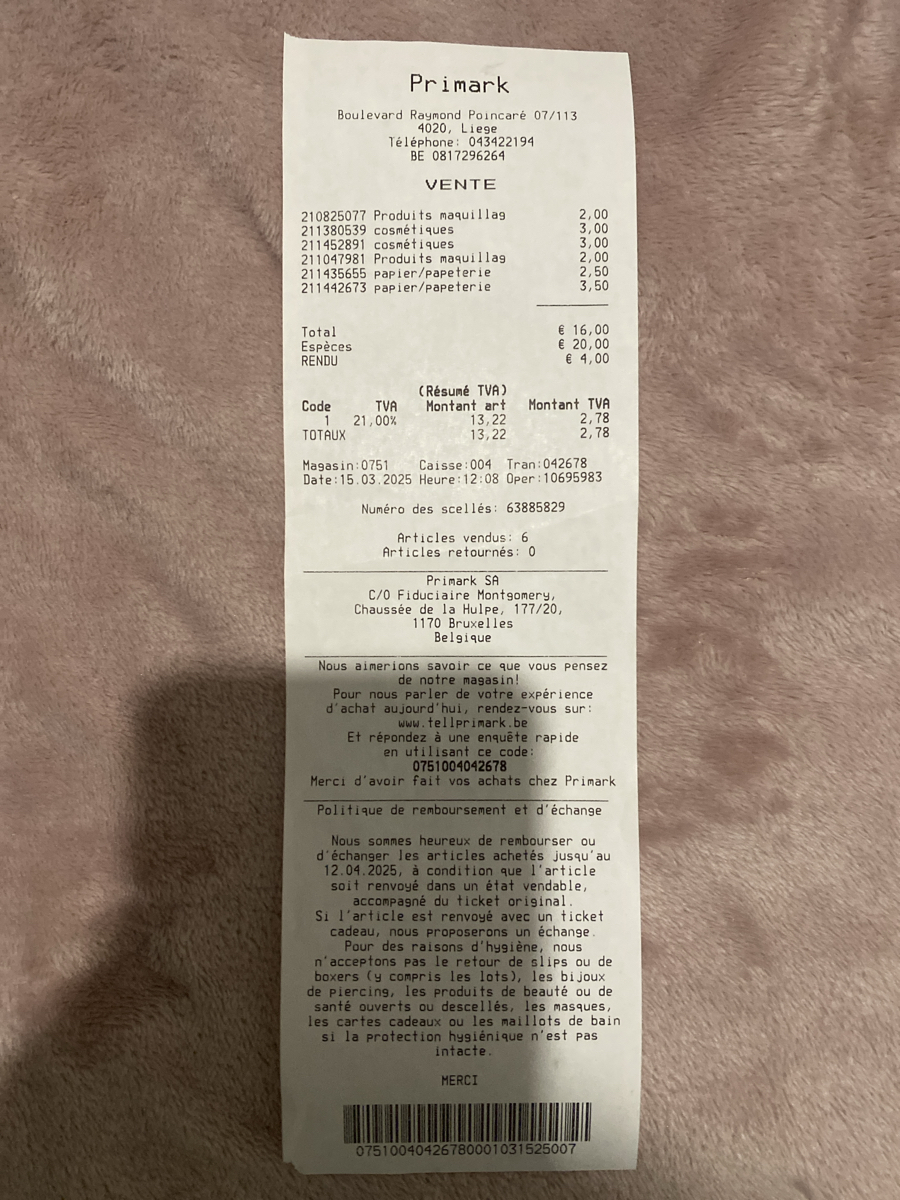 Primark
Boulevard Raymond Poincaré 07/113
4020, Liege
Téléphone: 043422194
BE 0817296264
VENTE
210825077 Produits maquillag 2,00
211380539 cosmétiques 3,00
211452891 cosmétiques 3,00
211047981 Produits maquillag 2,00
211435655 papier/papeterie 2,50
211442673 papier/papeterie 3,50
Total € 16,00
Espèces € 20,00
RENDU € 4,00
(Résumé TVA)
Code TVA Montant art Montant TVA
1 21,00% 13,22 2,78
TOTAUX 13,22 2,78
Magasin:0751 Caisse:004 Tran:042678
Date:15.03.2025 Heure:12:08 Oper:10695983
Numéro des scellés: 63885829
Articles vendus: 6
Articles retournés: 0
Primark SA
C/O Fiduciaire Montgomery,
Chaussée de la Hulpe, 177/20,
1170 Bruxelles
Belgique
Nous aimerions savoir ce que vous pensez
de notre magasin!
Pour nous parler de votre expérience
d'achat aujourd'hui, rendez-vous sur:
www.tellprimark.be
Et répondez à une enquête rapide
en utilisant ce code:
0751004042678
Merci d'avoir fait vos achats chez Primark
Politique de remboursement et d'échange
Nous sommes heureux de rembourser ou
d'échanger les articles achetés jusqu'au
12.04.2025, à condition que l'article
soit renvoyé dans un état vendable,
accompagné du ticket original.
Si l'article est renvoyé avec un ticket
cadeau, nous proposerons un échange.
Pour des raisons d'hygiène, nous
n'acceptons pas le retour de slips ou de
boxers (y compris les lots), les bijoux
de piercing, les produits de beauté ou de
santé ouverts ou descellés, les masques,
les cartes cadeaux ou les maillots de bain
si la protection hygiénique n'est pas
intacte.
MERCI
07510040426780001031525007